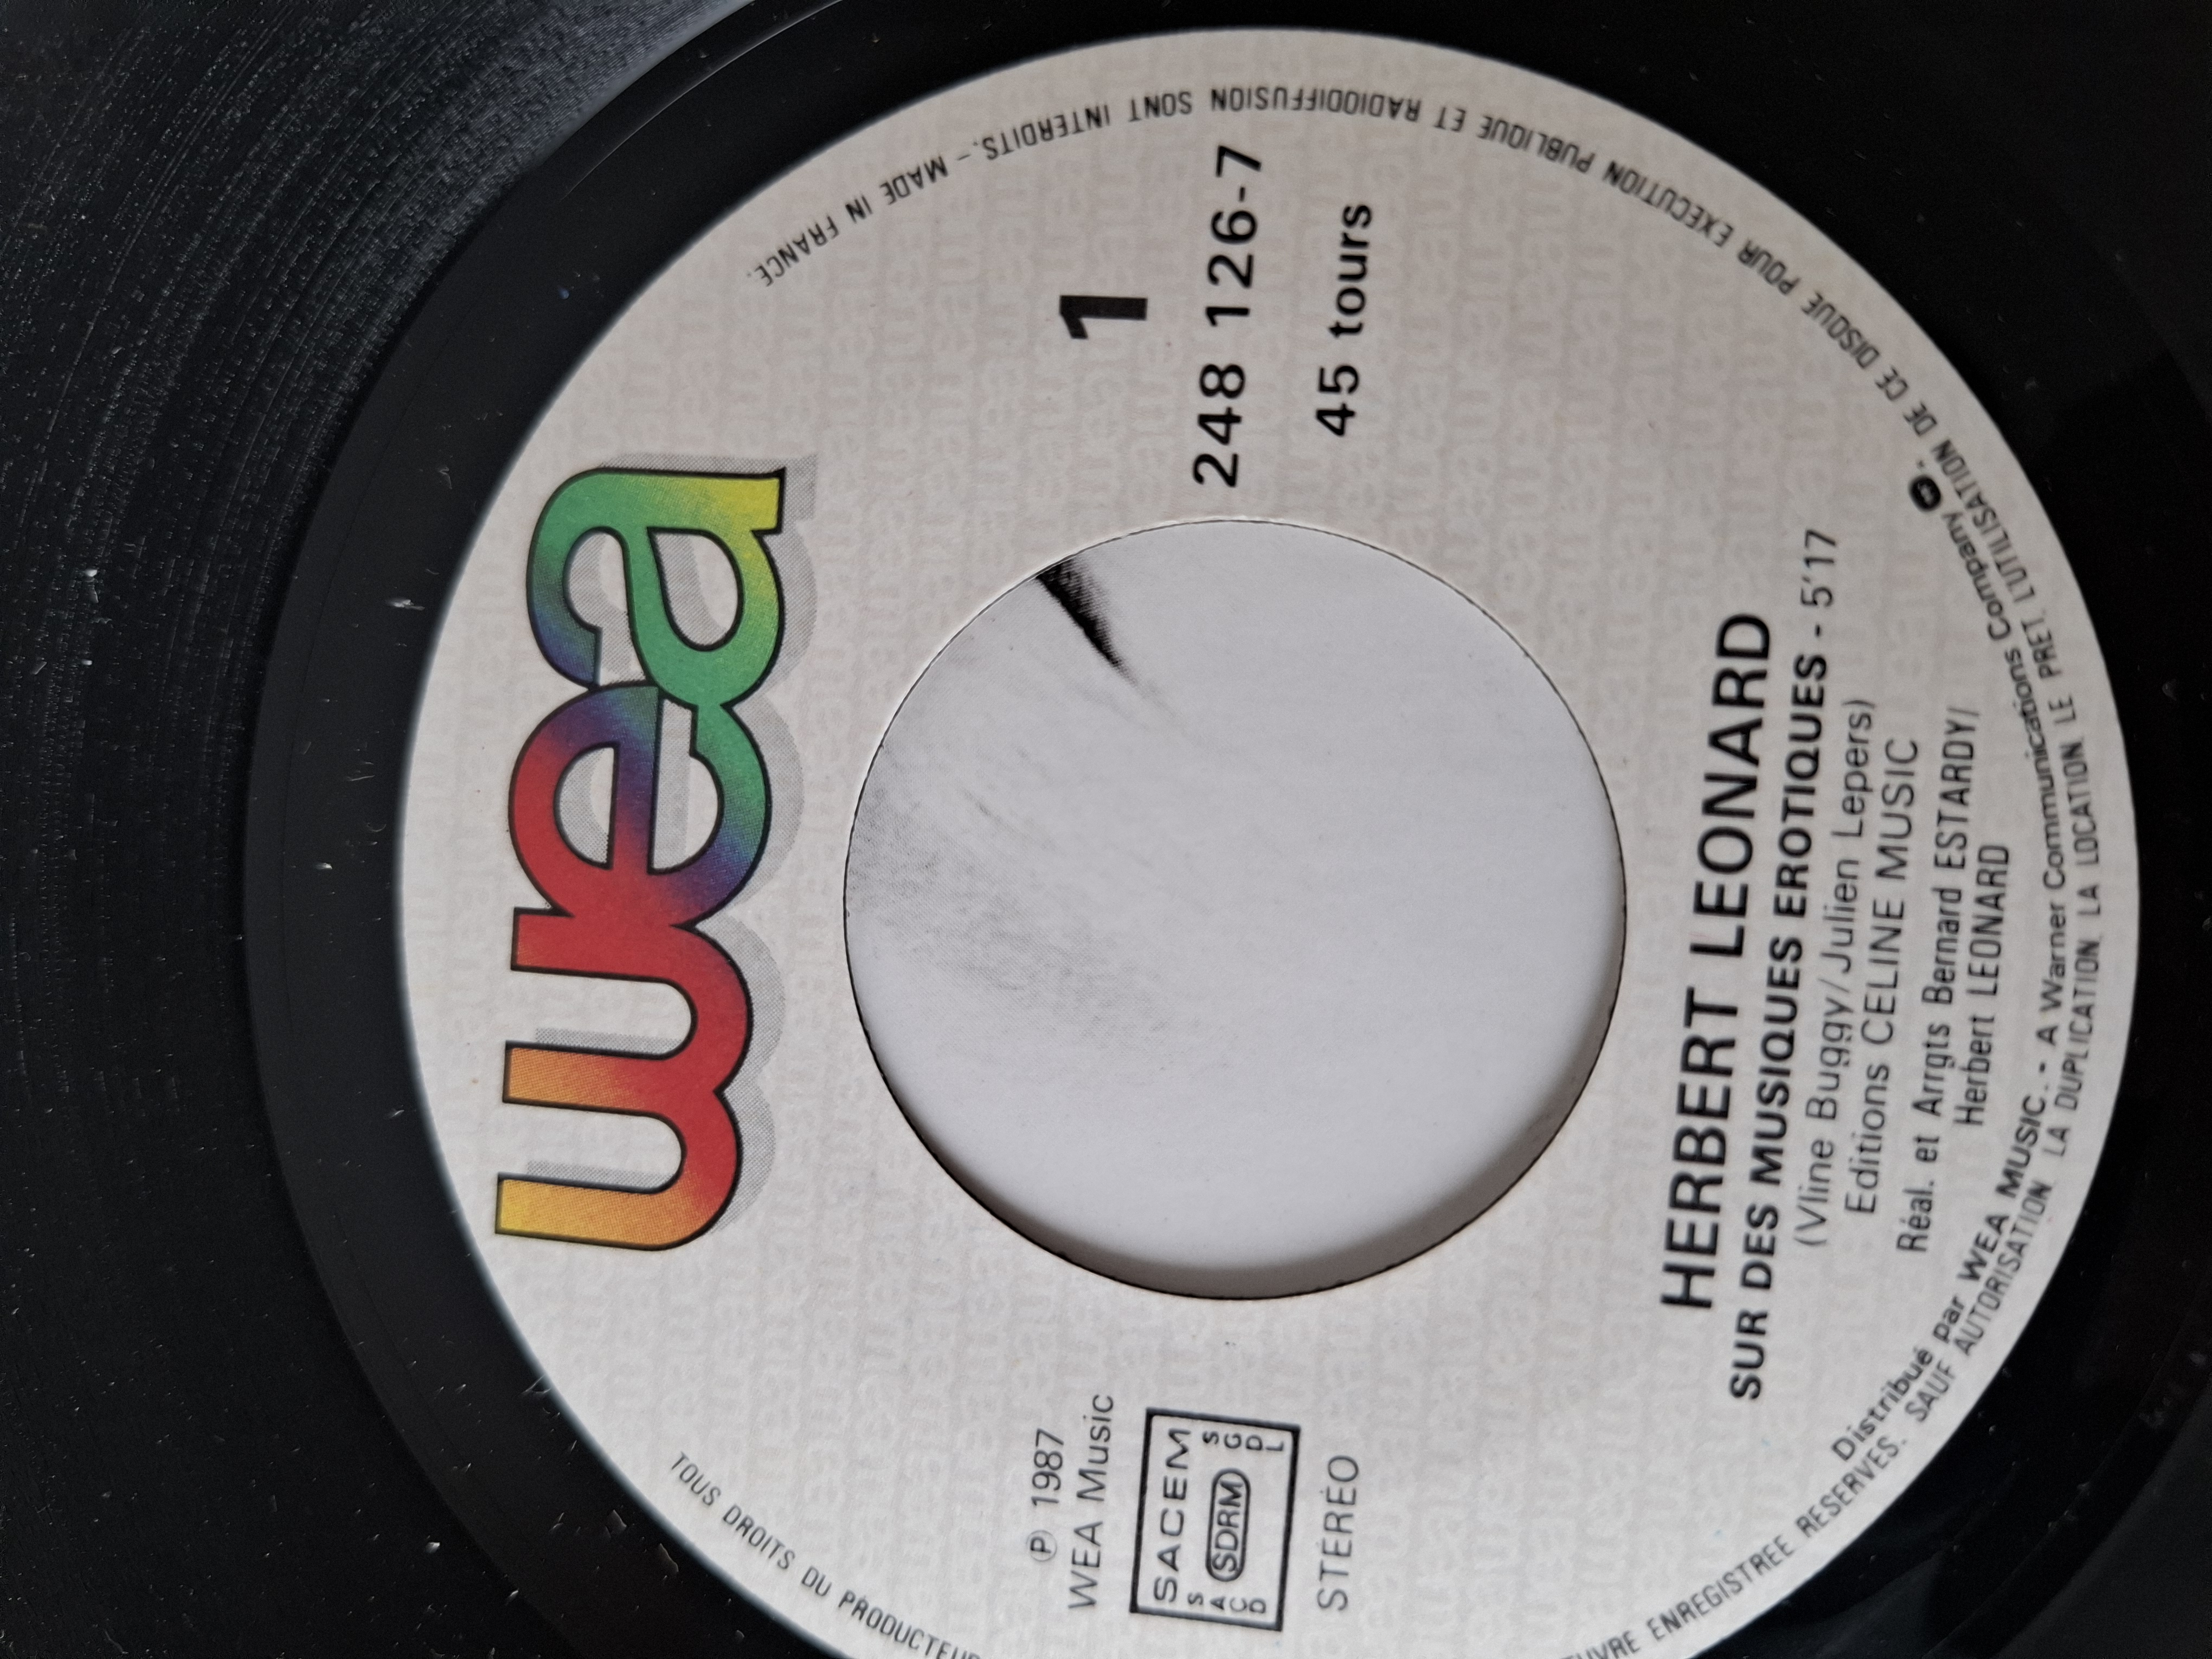 wea
1
248 126-7
45 tours
℗ 1987
WEA Music
SACEM
SACD SDRM SGDL
STÉRÉO
HERBERT LEONARD
SUR DES MUSIQUES EROTIQUES - 5'17
(Vline Buggy/Julien Lepers)
Editions CELINE MUSIC
Réal. et Arrgts Bernard ESTARDY/
Herbert LEONARD
Distribué par WEA MUSIC. - A Warner Communications Company
TOUS DROITS DU PRODUCTEUR
ENREGISTREE RESERVES. SAUF AUTORISATION LA DUPLICATION LA LOCATION LE PRET L'UTILISATION DE CE DISQUE POUR EXECUTION PUBLIQUE ET RADIODIFFUSION SONT INTERDITS. – MADE IN FRANCE.